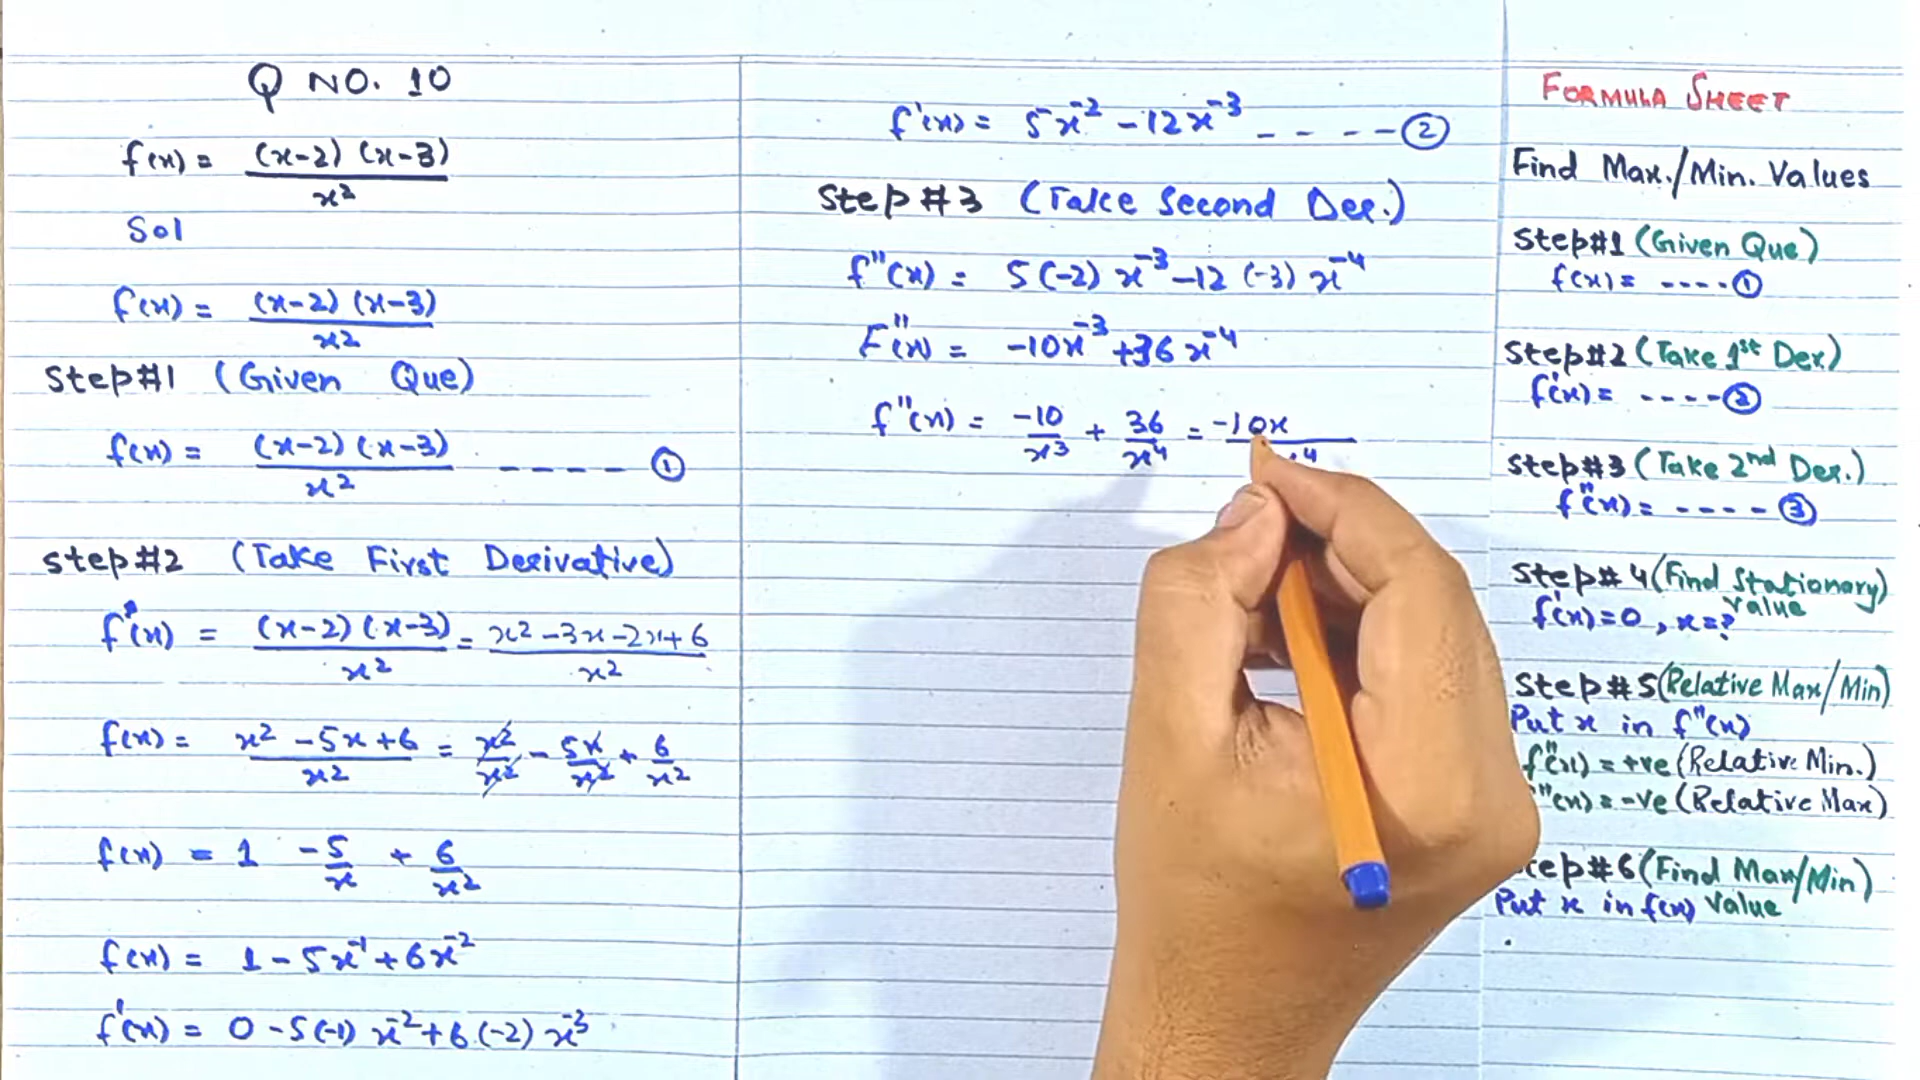 Q NO. 10
f(x) = (x-2) (x-3) / x²
Sol
f(x) = (x-2) (x-3) / x²
Step#1 (Given Que)
f(x) = (x-2) (x-3) / x² ---- ①
Step#2 (Take First Derivative)
f'(x) = (x-2) (x-3) / x² = x² -3x-2x+6 / x²
f(x) = x² -5x+6 / x² = x²/x² - 5x/x² + 6/x²
f(x) = 1 -5/x + 6/x²
f(x) = 1 - 5x⁻¹ + 6x⁻²
f'(x) = 0 -5(-1) x⁻² + 6 (-2) x⁻³
f'(x) = 5x⁻² - 12x⁻³ ---- ②
Step#3 (Take Second Der.)
f''(x) = 5(-2) x⁻³ -12 (-3) x⁻⁴
F''(x) = -10x⁻³ +36x⁻⁴
f''(x) = -10/x³ + 36/x⁴ = -10x
FORMULA SHEET
Find Max./Min. Values
Step#1 (Given Que)
f(x) = ---- ①
Step#2 (Take 1st Der)
f'(x) = ---- ②
Step#3 (Take 2nd Der.)
f''(x) = ---- ③
Step#4 (Find Stationary)
Value
f'(x)=0 , x=?
Step#5 (Relative Max/Min)
Put x in f''(x)
f''(x) = +ve (Relative Min.)
''(x) = -ve (Relative Max)
tep#6 (Find Max/Min)
Put x in f(x) Value